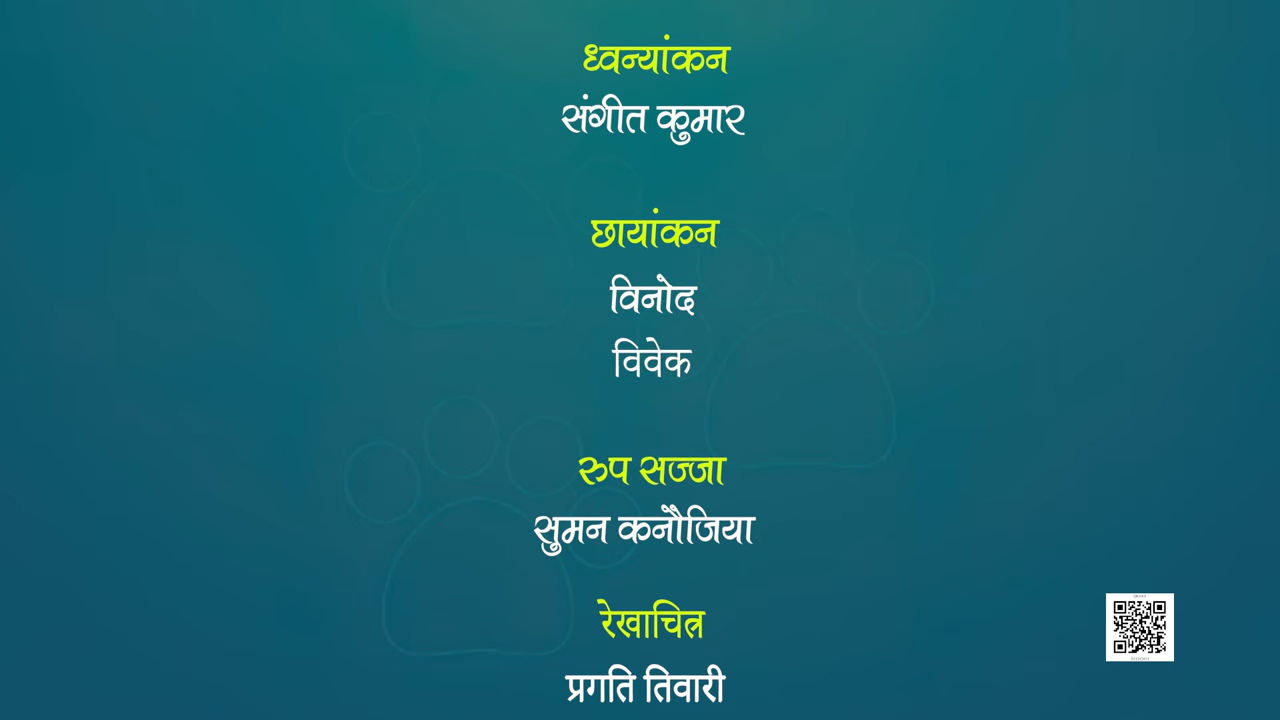 ध्वन्यांकन
संगीत कुमार
छायांकन
विनोद
विवेक
रुप सज्जा
सुमन कनौजिया
रेखाचित्र
प्रगति तिवारी